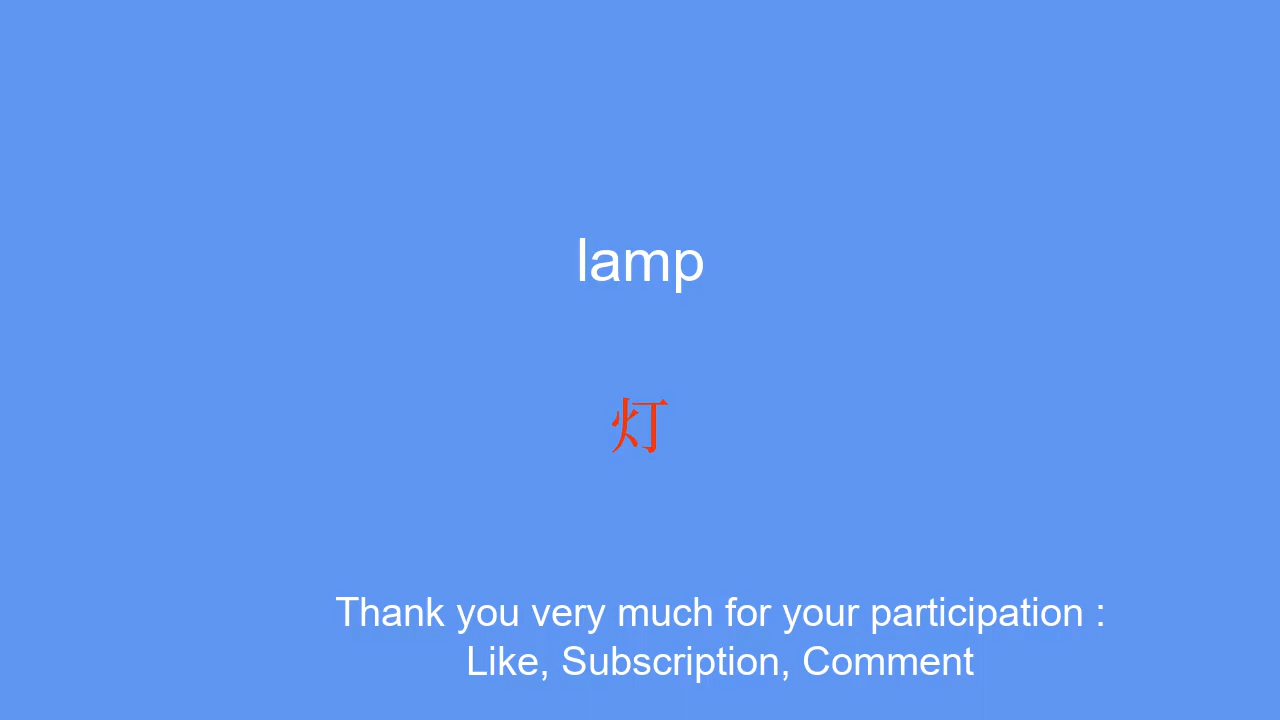 lamp
灯
Thank you very much for your participation :
Like, Subscription, Comment